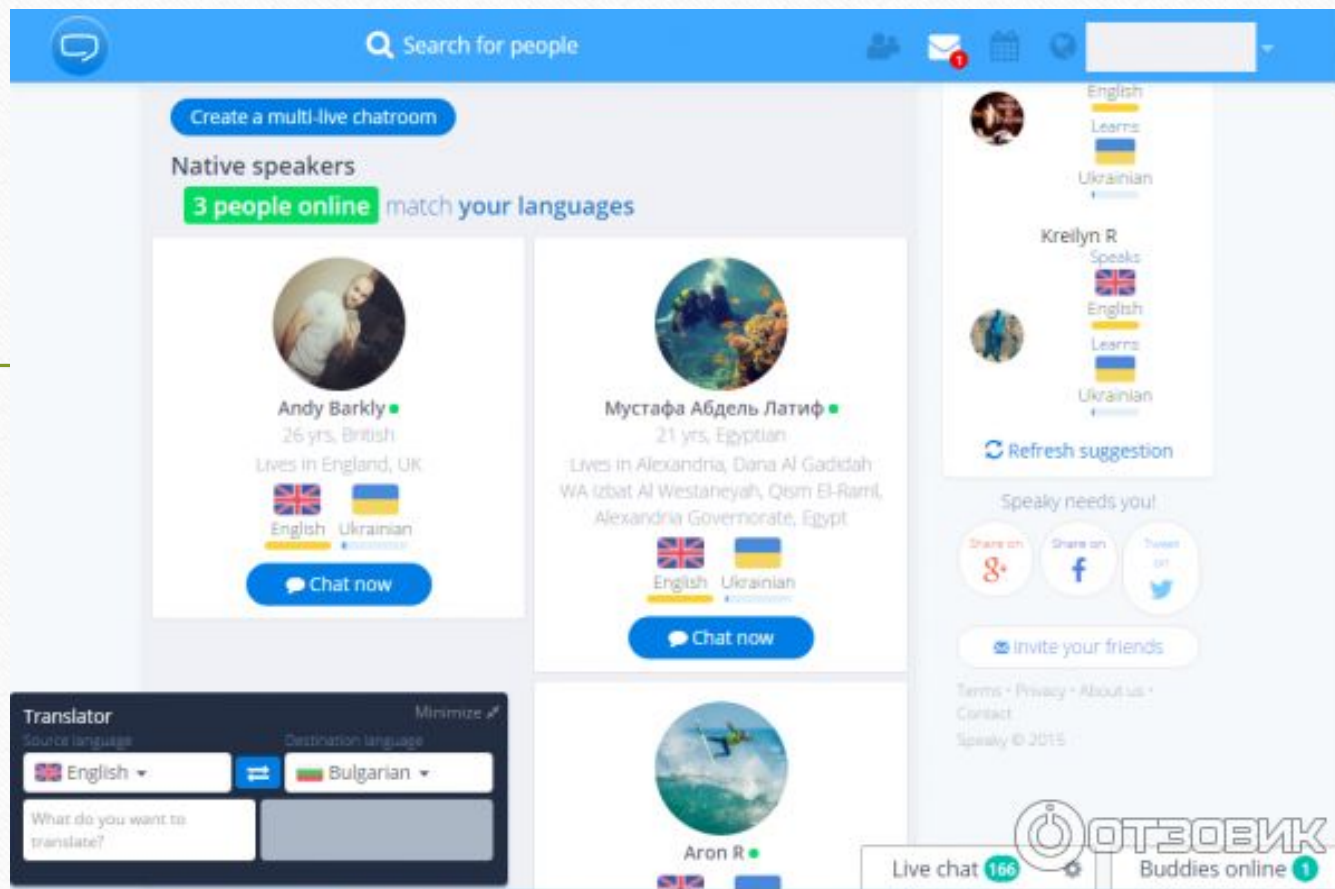 Search for people
1
Create a multi-live chatroom
Native speakers
3 people online match your languages
Andy Barkly
26 yrs, British
Lives in England, UK
English Ukrainian
Chat now
Мустафа Абдель Латиф
21 yrs, Egyptian
Lives in Alexandria, Dana Al Gadidah
WA Izbat Al Westaneyah, Qism El-Raml,
Alexandria Governorate, Egypt
English Ukrainian
Chat now
Aron R
English
Learns
Ukrainian
Kreilyn R
Speaks
English
Learns
Ukrainian
Refresh suggestion
Speaky needs you!
Share on
8+
Share on
f
Tweet
on
Invite your friends
Terms • Privacy • About us •
Contact
Speaky © 2015
Translator
Minimize
Source language
Destination language
English
Bulgarian
What do you want to
translate?
ОТЗОВИК
Live chat 166
Buddies online 1